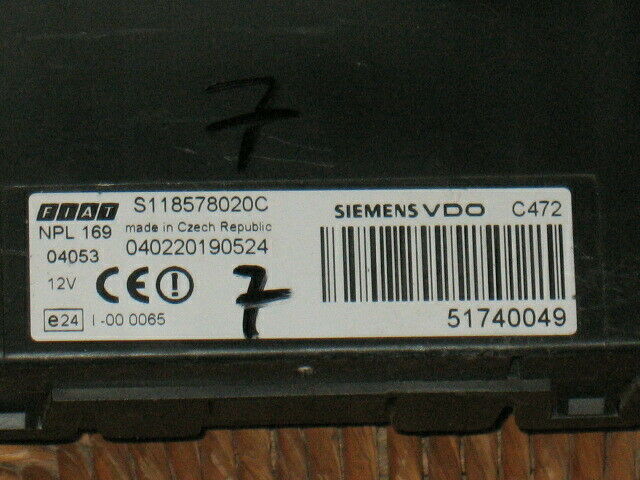 7
FIAT S118578020C SIEMENS VDO C472
NPL 169 made in Czech Republic
04053 040220190524
12V CE 7
e24 I-00 0065 51740049